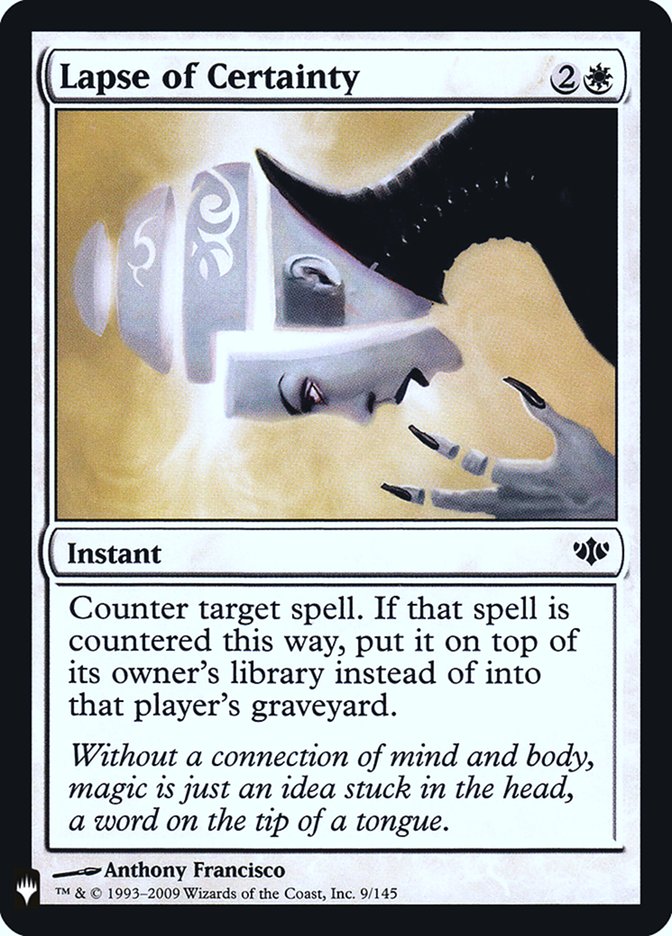 Lapse of Certainty 2
Instant
Counter target spell. If that spell is
countered this way, put it on top of
its owner's library instead of into
that player's graveyard.
Without a connection of mind and body,
magic is just an idea stuck in the head,
a word on the tip of a tongue.
Anthony Francisco
™ & © 1993–2009 Wizards of the Coast, Inc. 9/145